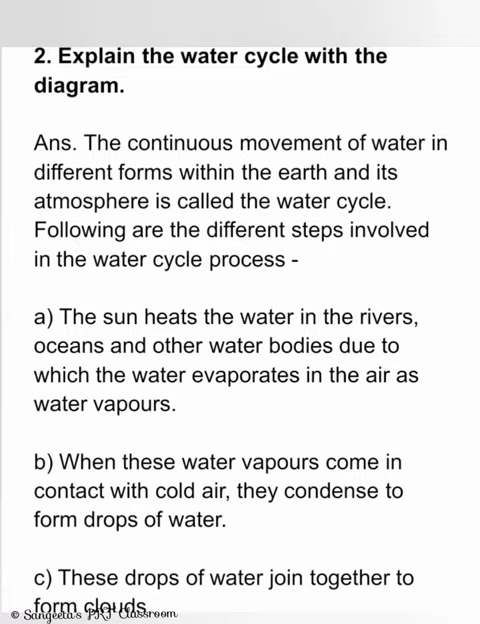 2. Explain the water cycle with the
diagram.
Ans. The continuous movement of water in
different forms within the earth and its
atmosphere is called the water cycle.
Following are the different steps involved
in the water cycle process -
a) The sun heats the water in the rivers,
oceans and other water bodies due to
which the water evaporates in the air as
water vapours.
b) When these water vapours come in
contact with cold air, they condense to
form drops of water.
c) These drops of water join together to
form clouds
© Sangeeta's PRT Classroom